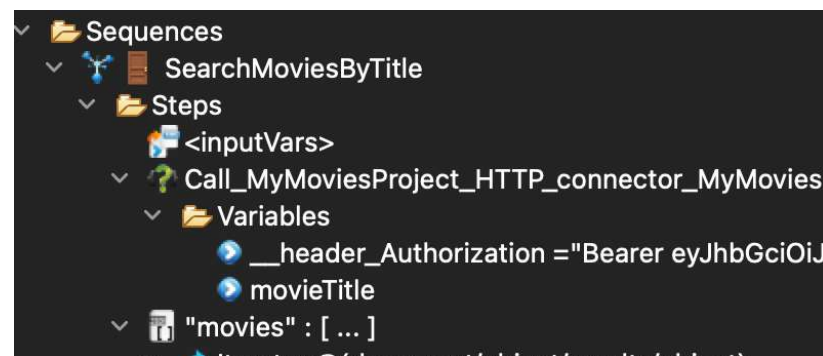 Sequences
SearchMoviesByTitle
Steps
<inputVars>
Call_MyMoviesProject_HTTP_connector_MyMovies
Variables
__header_Authorization ="Bearer eyJhbGciOiJ
movieTitle
"movies" : [ ... ]